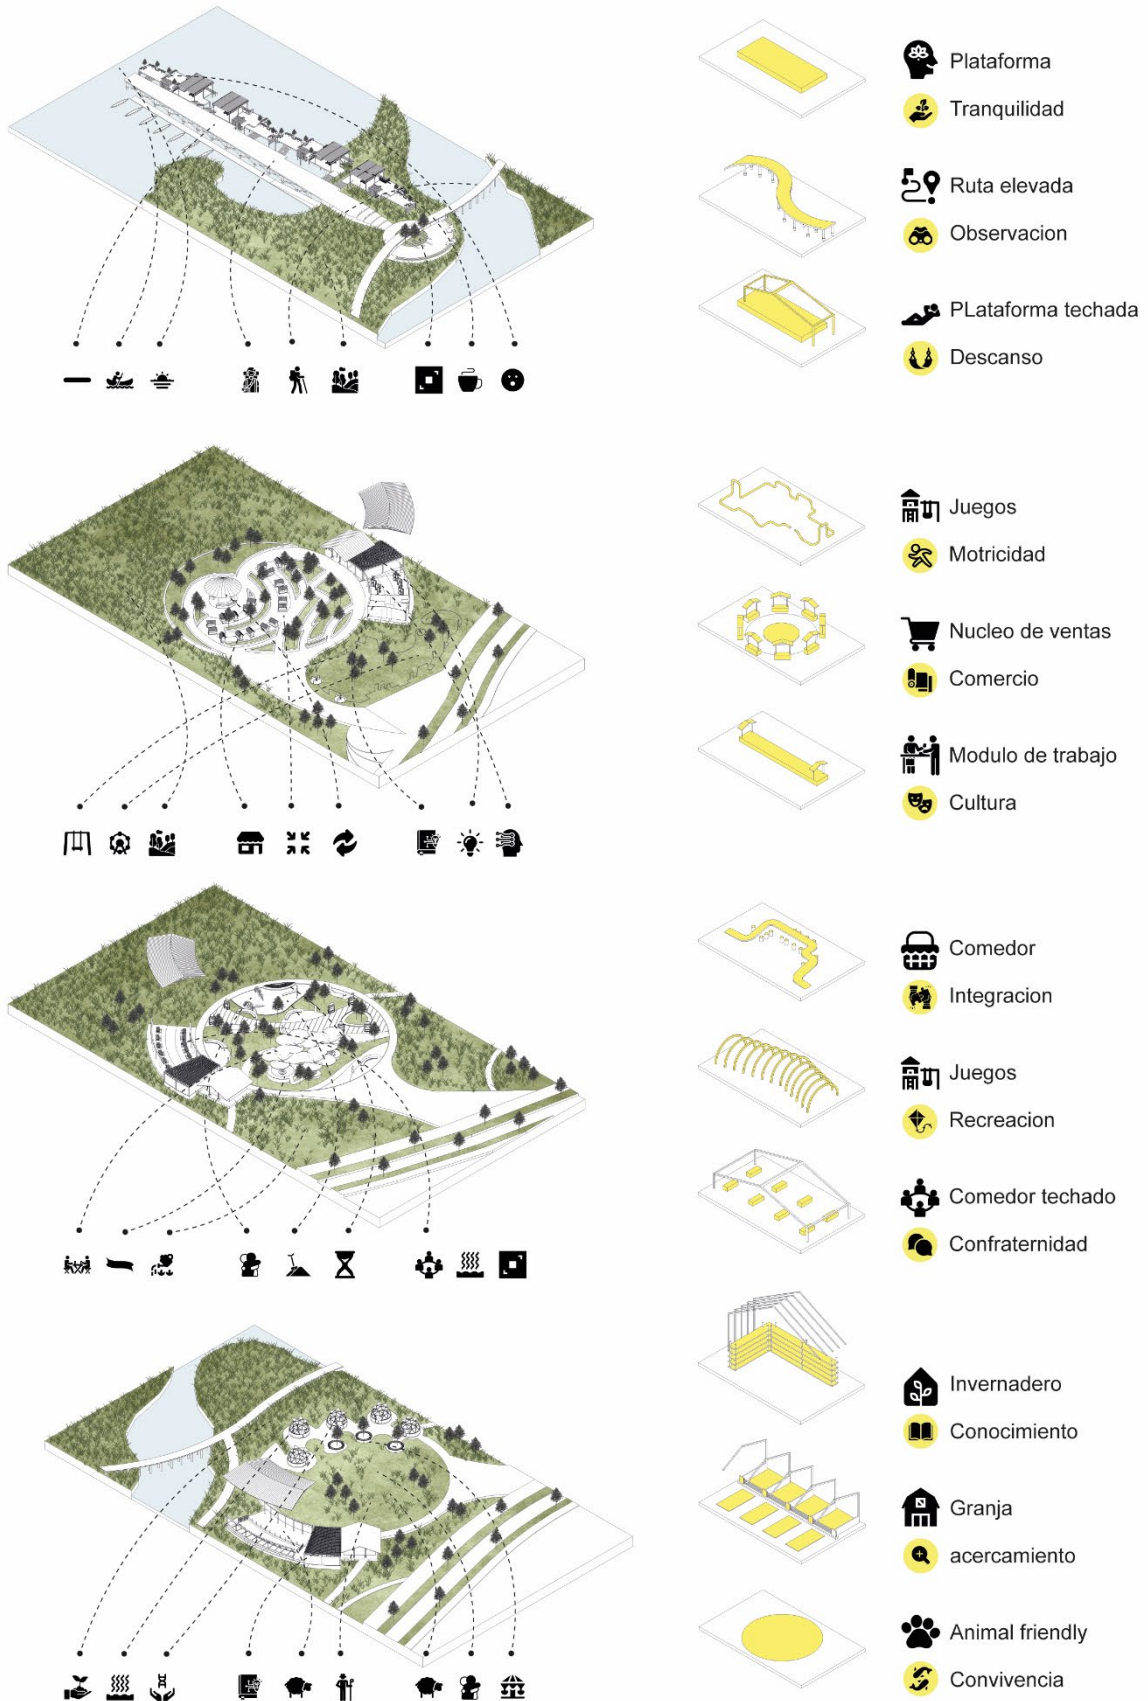 Plataforma
Tranquilidad
Ruta elevada
Observacion
PLataforma techada
Descanso
Juegos
Motricidad
Nucleo de ventas
Comercio
Modulo de trabajo
Cultura
Comedor
Integracion
Juegos
Recreacion
Comedor techado
Confraternidad
Invernadero
Conocimiento
Granja
acercamiento
Animal friendly
Convivencia